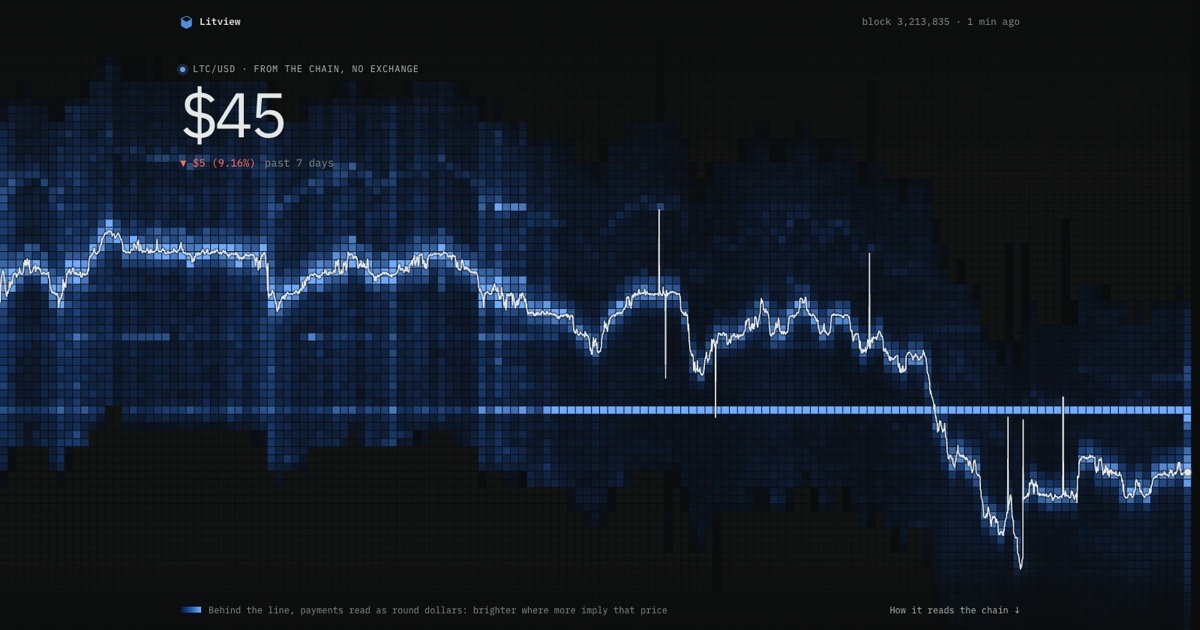 Litview
block 3,213,835 · 1 min ago
LTC/USD · FROM THE CHAIN, NO EXCHANGE
$45
▼ $5 (9.16%) past 7 days
Behind the line, payments read as round dollars: brighter where more imply that price
How it reads the chain ↓